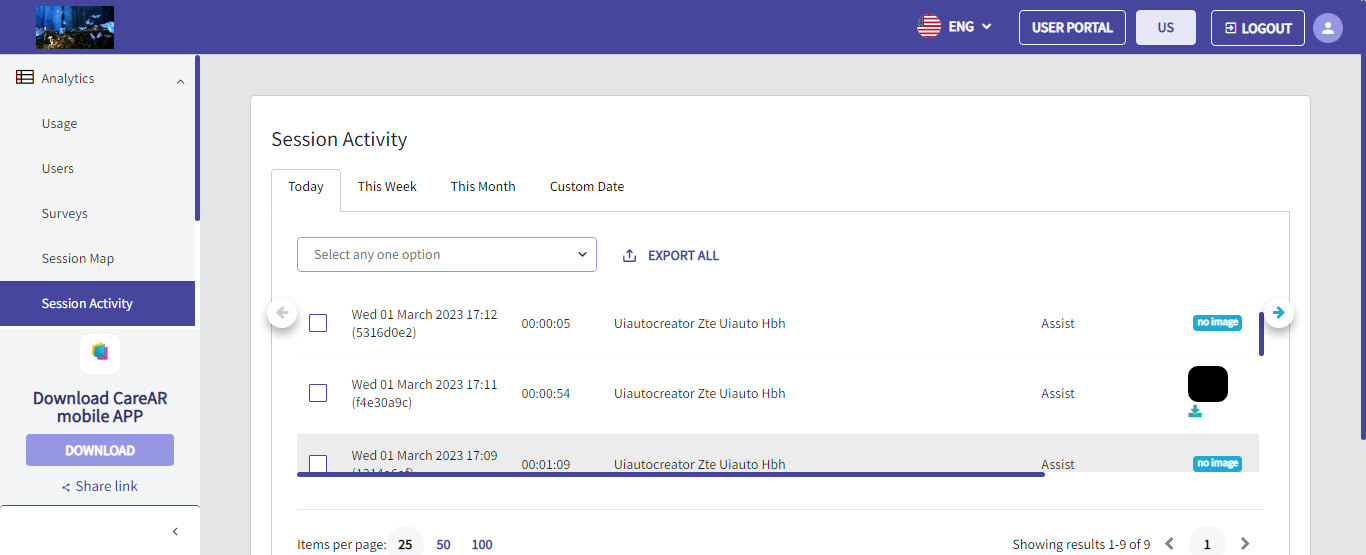 ENG
USER PORTAL
US
LOGOUT
Analytics
Usage
Users
Surveys
Session Map
Session Activity
Download CareAR
mobile APP
DOWNLOAD
Share link
Session Activity
Today
This Week
This Month
Custom Date
Select any one option
EXPORT ALL
Wed 01 March 2023 17:12
(5316d0e2)
00:00:05
Uiautocreator Zte Uiauto Hbh
Assist
no image
Wed 01 March 2023 17:11
(f4e30a9c)
00:00:54
Uiautocreator Zte Uiauto Hbh
Assist
Wed 01 March 2023 17:09
00:01:09
Uiautocreator Zte Uiauto Hbh
Assist
no image
Items per page: 25 50 100
Showing results 1-9 of 9
1